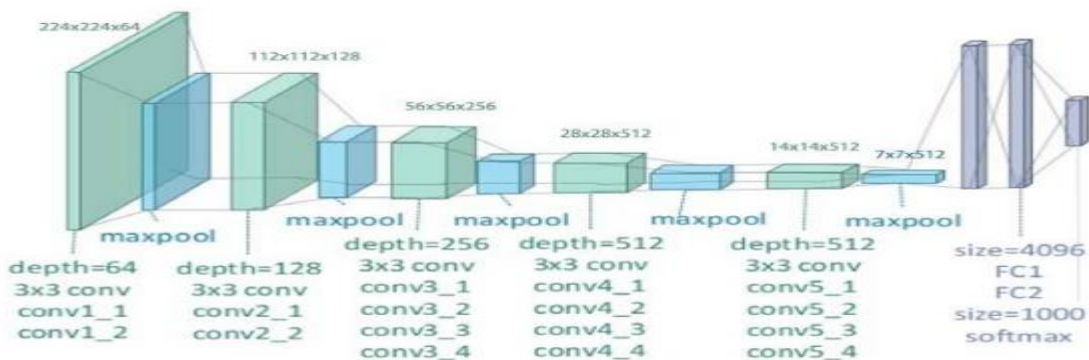 224x224x64
112x112x128
56x56x256
28x28x512
14x14x512
7x7x512
maxpool
maxpool
maxpool
maxpool
maxpool
depth=64
3x3 conv
conv1_1
conv1_2
depth=128
3x3 conv
conv2_1
conv2_2
depth=256
3x3 conv
conv3_1
conv3_2
conv3_3
conv3_4
depth=512
3x3 conv
conv4_1
conv4_2
conv4_3
conv4_4
depth=512
3x3 conv
conv5_1
conv5_2
conv5_3
conv5_4
size=4096
FC1
FC2
size=1000
softmax